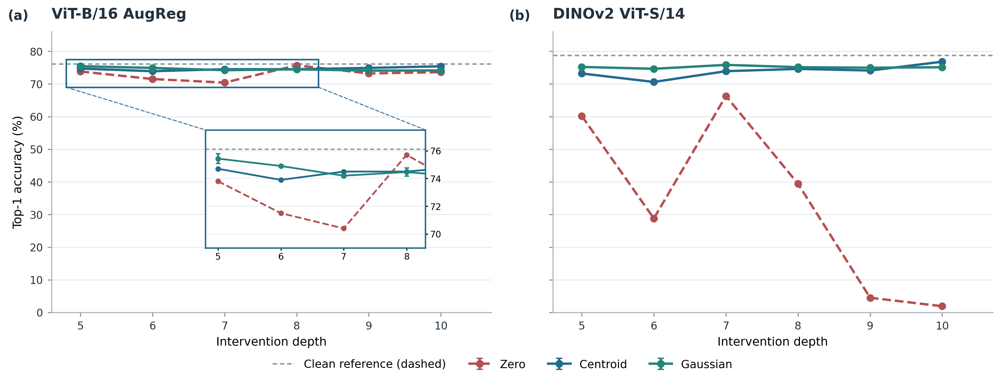 (a) ViT-B/16 AugReg
(b) DINOv2 ViT-S/14
Top-1 accuracy (%)
80
70
60
50
40
30
20
10
0
76
74
72
70
5 6 7 8
5 6 7 8 9 10
Intervention depth
5 6 7 8 9 10
Intervention depth
Clean reference (dashed) Zero Centroid Gaussian